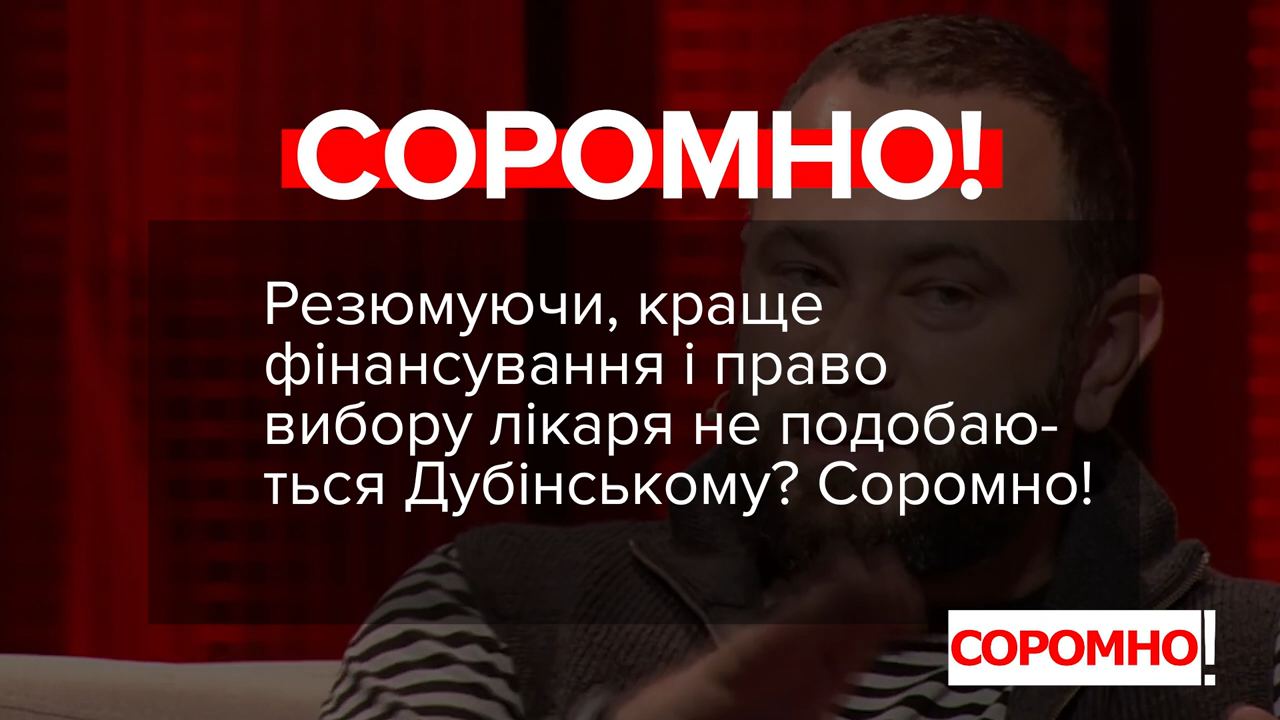 СОРОМНО!
Резюмуючи, краще
фінансування і право
вибору лікаря не подобаю-
ться Дубінському? Соромно!
СОРОМНО!